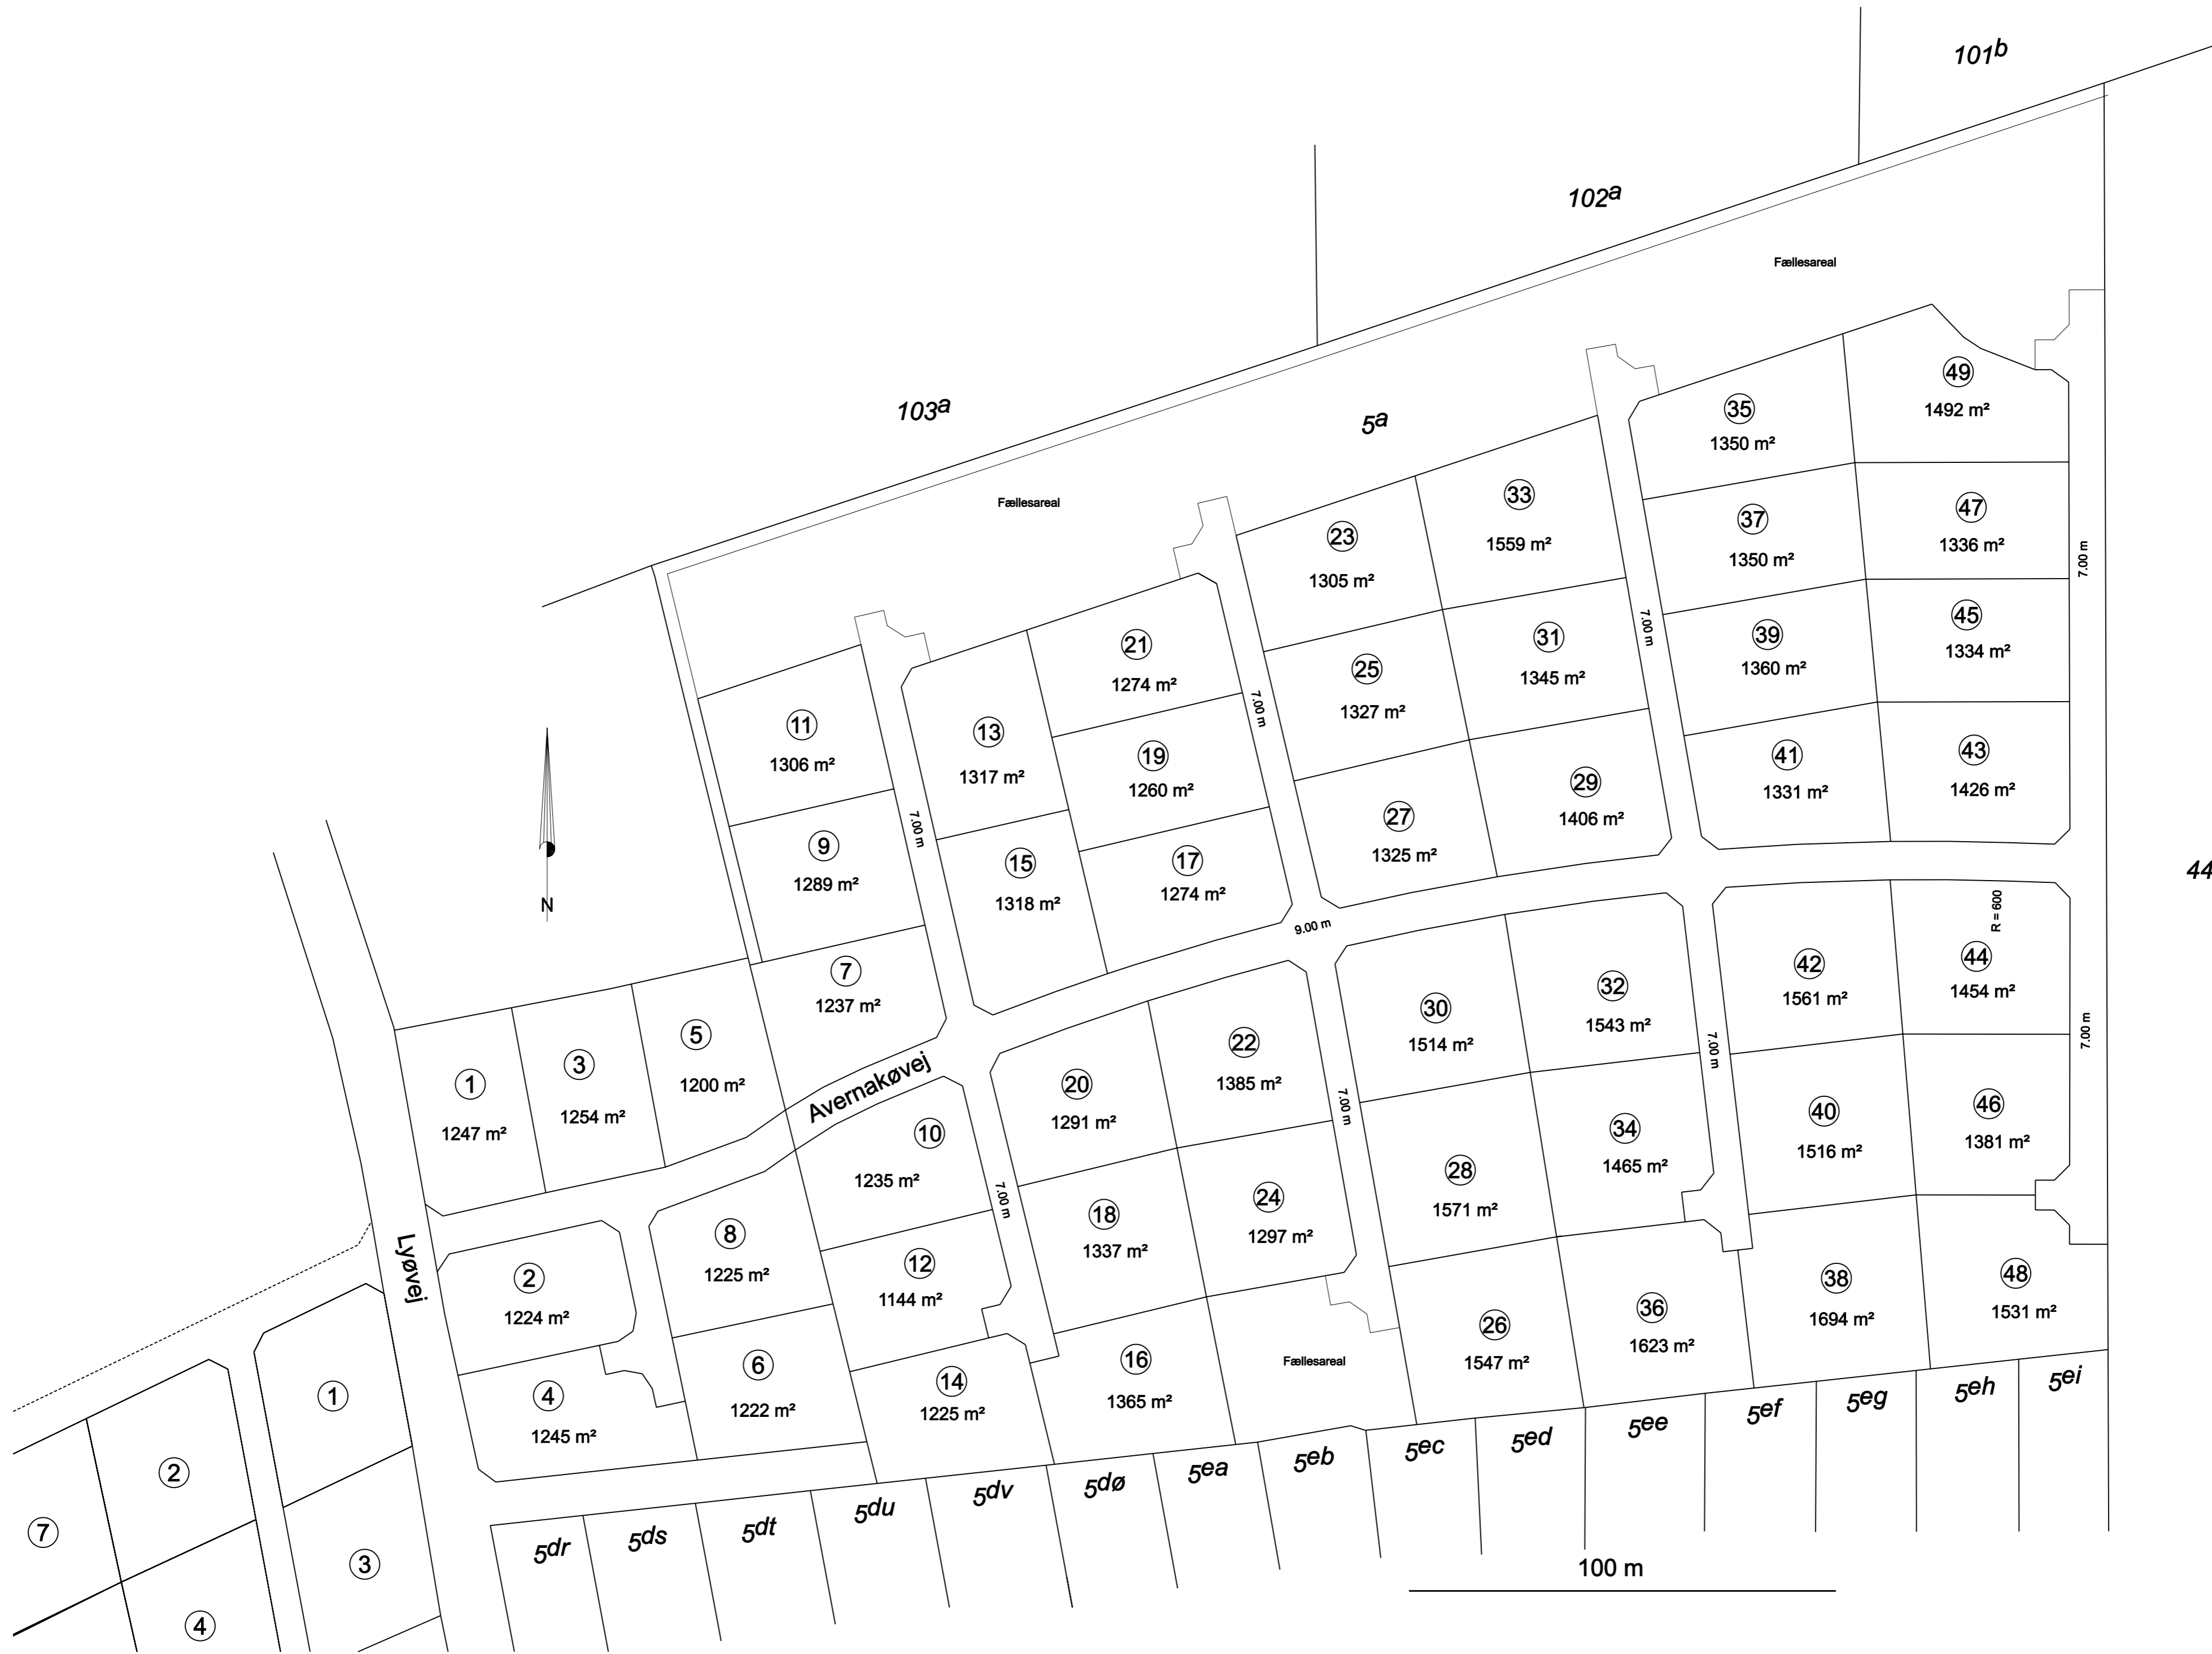 101b
102a
Fællesareal
103a
5a
49
1492 m²
35
1350 m²
33
1559 m²
47
1336 m²
37
1350 m²
23
1305 m²
Fællesareal
7.00 m
45
1334 m²
39
1360 m²
31
1345 m²
7.00 m
25
1327 m²
21
1274 m²
7.00 m
11
1306 m²
13
1317 m²
19
1260 m²
43
1426 m²
41
1331 m²
29
1406 m²
27
1325 m²
7.00 m
9
1289 m²
15
1318 m²
17
1274 m²
44
N
9.00 m
R = 600
7
1237 m²
44
1454 m²
42
1561 m²
32
1543 m²
30
1514 m²
7.00 m
7.00 m
5
1200 m²
3
1254 m²
1
1247 m²
Avernakøvej
22
1385 m²
20
1291 m²
7.00 m
46
1381 m²
40
1516 m²
34
1465 m²
28
1571 m²
10
1235 m²
7.00 m
24
1297 m²
18
1337 m²
8
1225 m²
12
1144 m²
Lyøvej
2
1224 m²
48
1531 m²
38
1694 m²
36
1623 m²
26
1547 m²
Fællesareal
16
1365 m²
14
1225 m²
6
1222 m²
4
1245 m²
1
2
7
3
4
5dr
5ds
5dt
5du
5dv
5dø
5ea
5eb
5ec
5ed
5ee
5ef
5eg
5eh
5ei
100 m